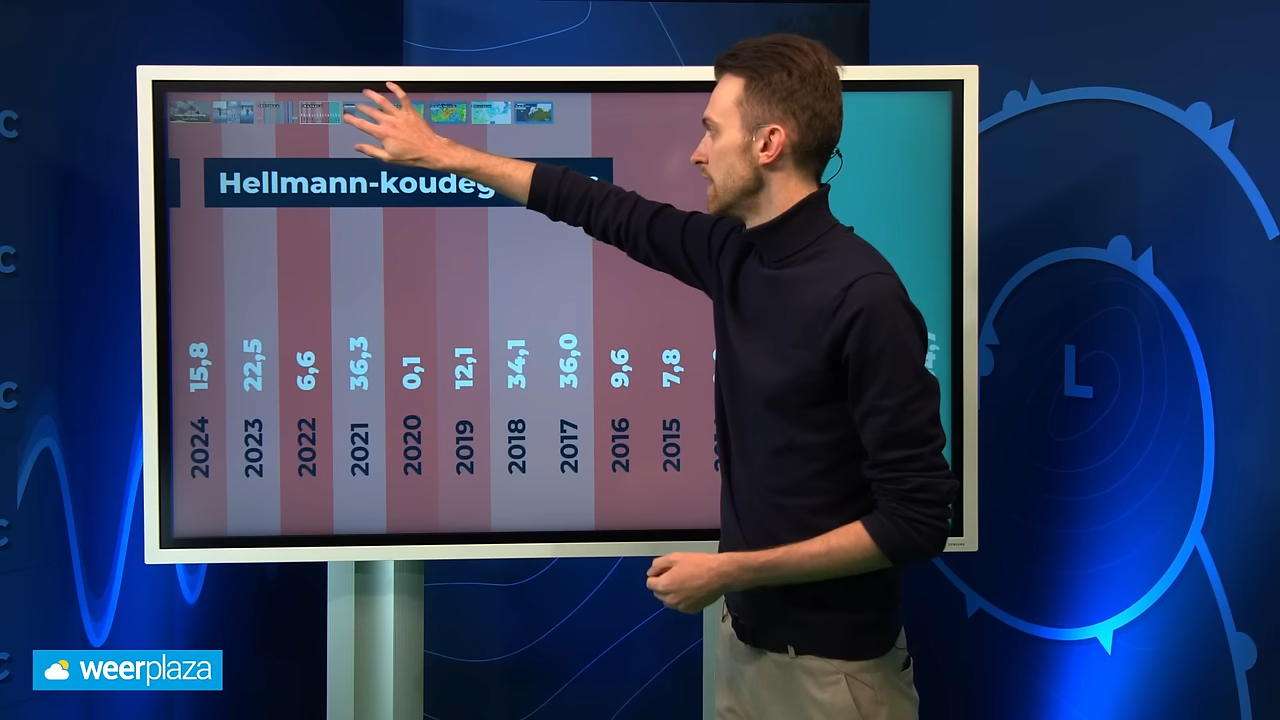 Hellmann-koudeg
15,8
22,5
6,6
36,3
0,1
12,1
34,1
36,0
9,6
7,8
2024
2023
2022
2021
2020
2019
2018
2017
2016
2015
C
C
C
C
C
L
weerplaza